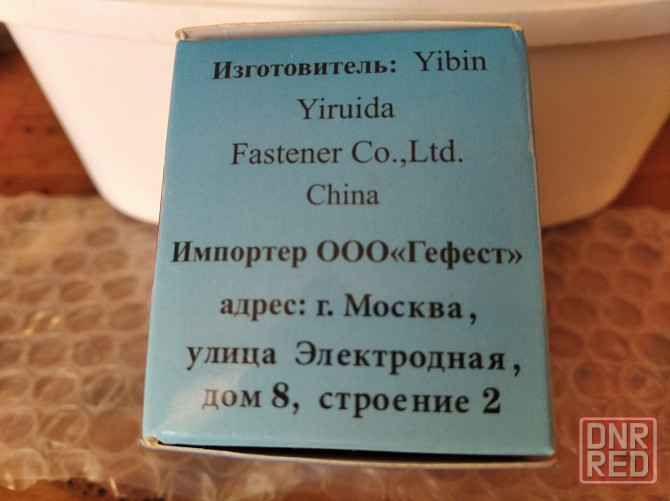 Изготовитель: Yibin
Yiruida
Fastener Co.,Ltd.
China
Импортер ООО«Гефест»
адрес: г. Москва,
улица Электродная,
дом 8, строение 2
DNR
RED